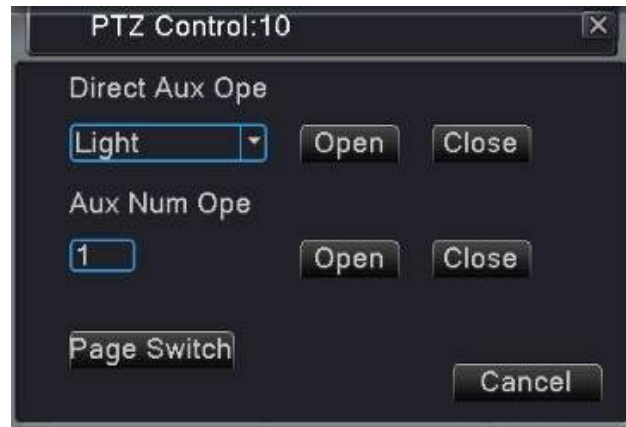 PTZ Control:10
Direct Aux Ope
Light Open Close
Aux Num Ope
1 Open Close
Page Switch
Cancel